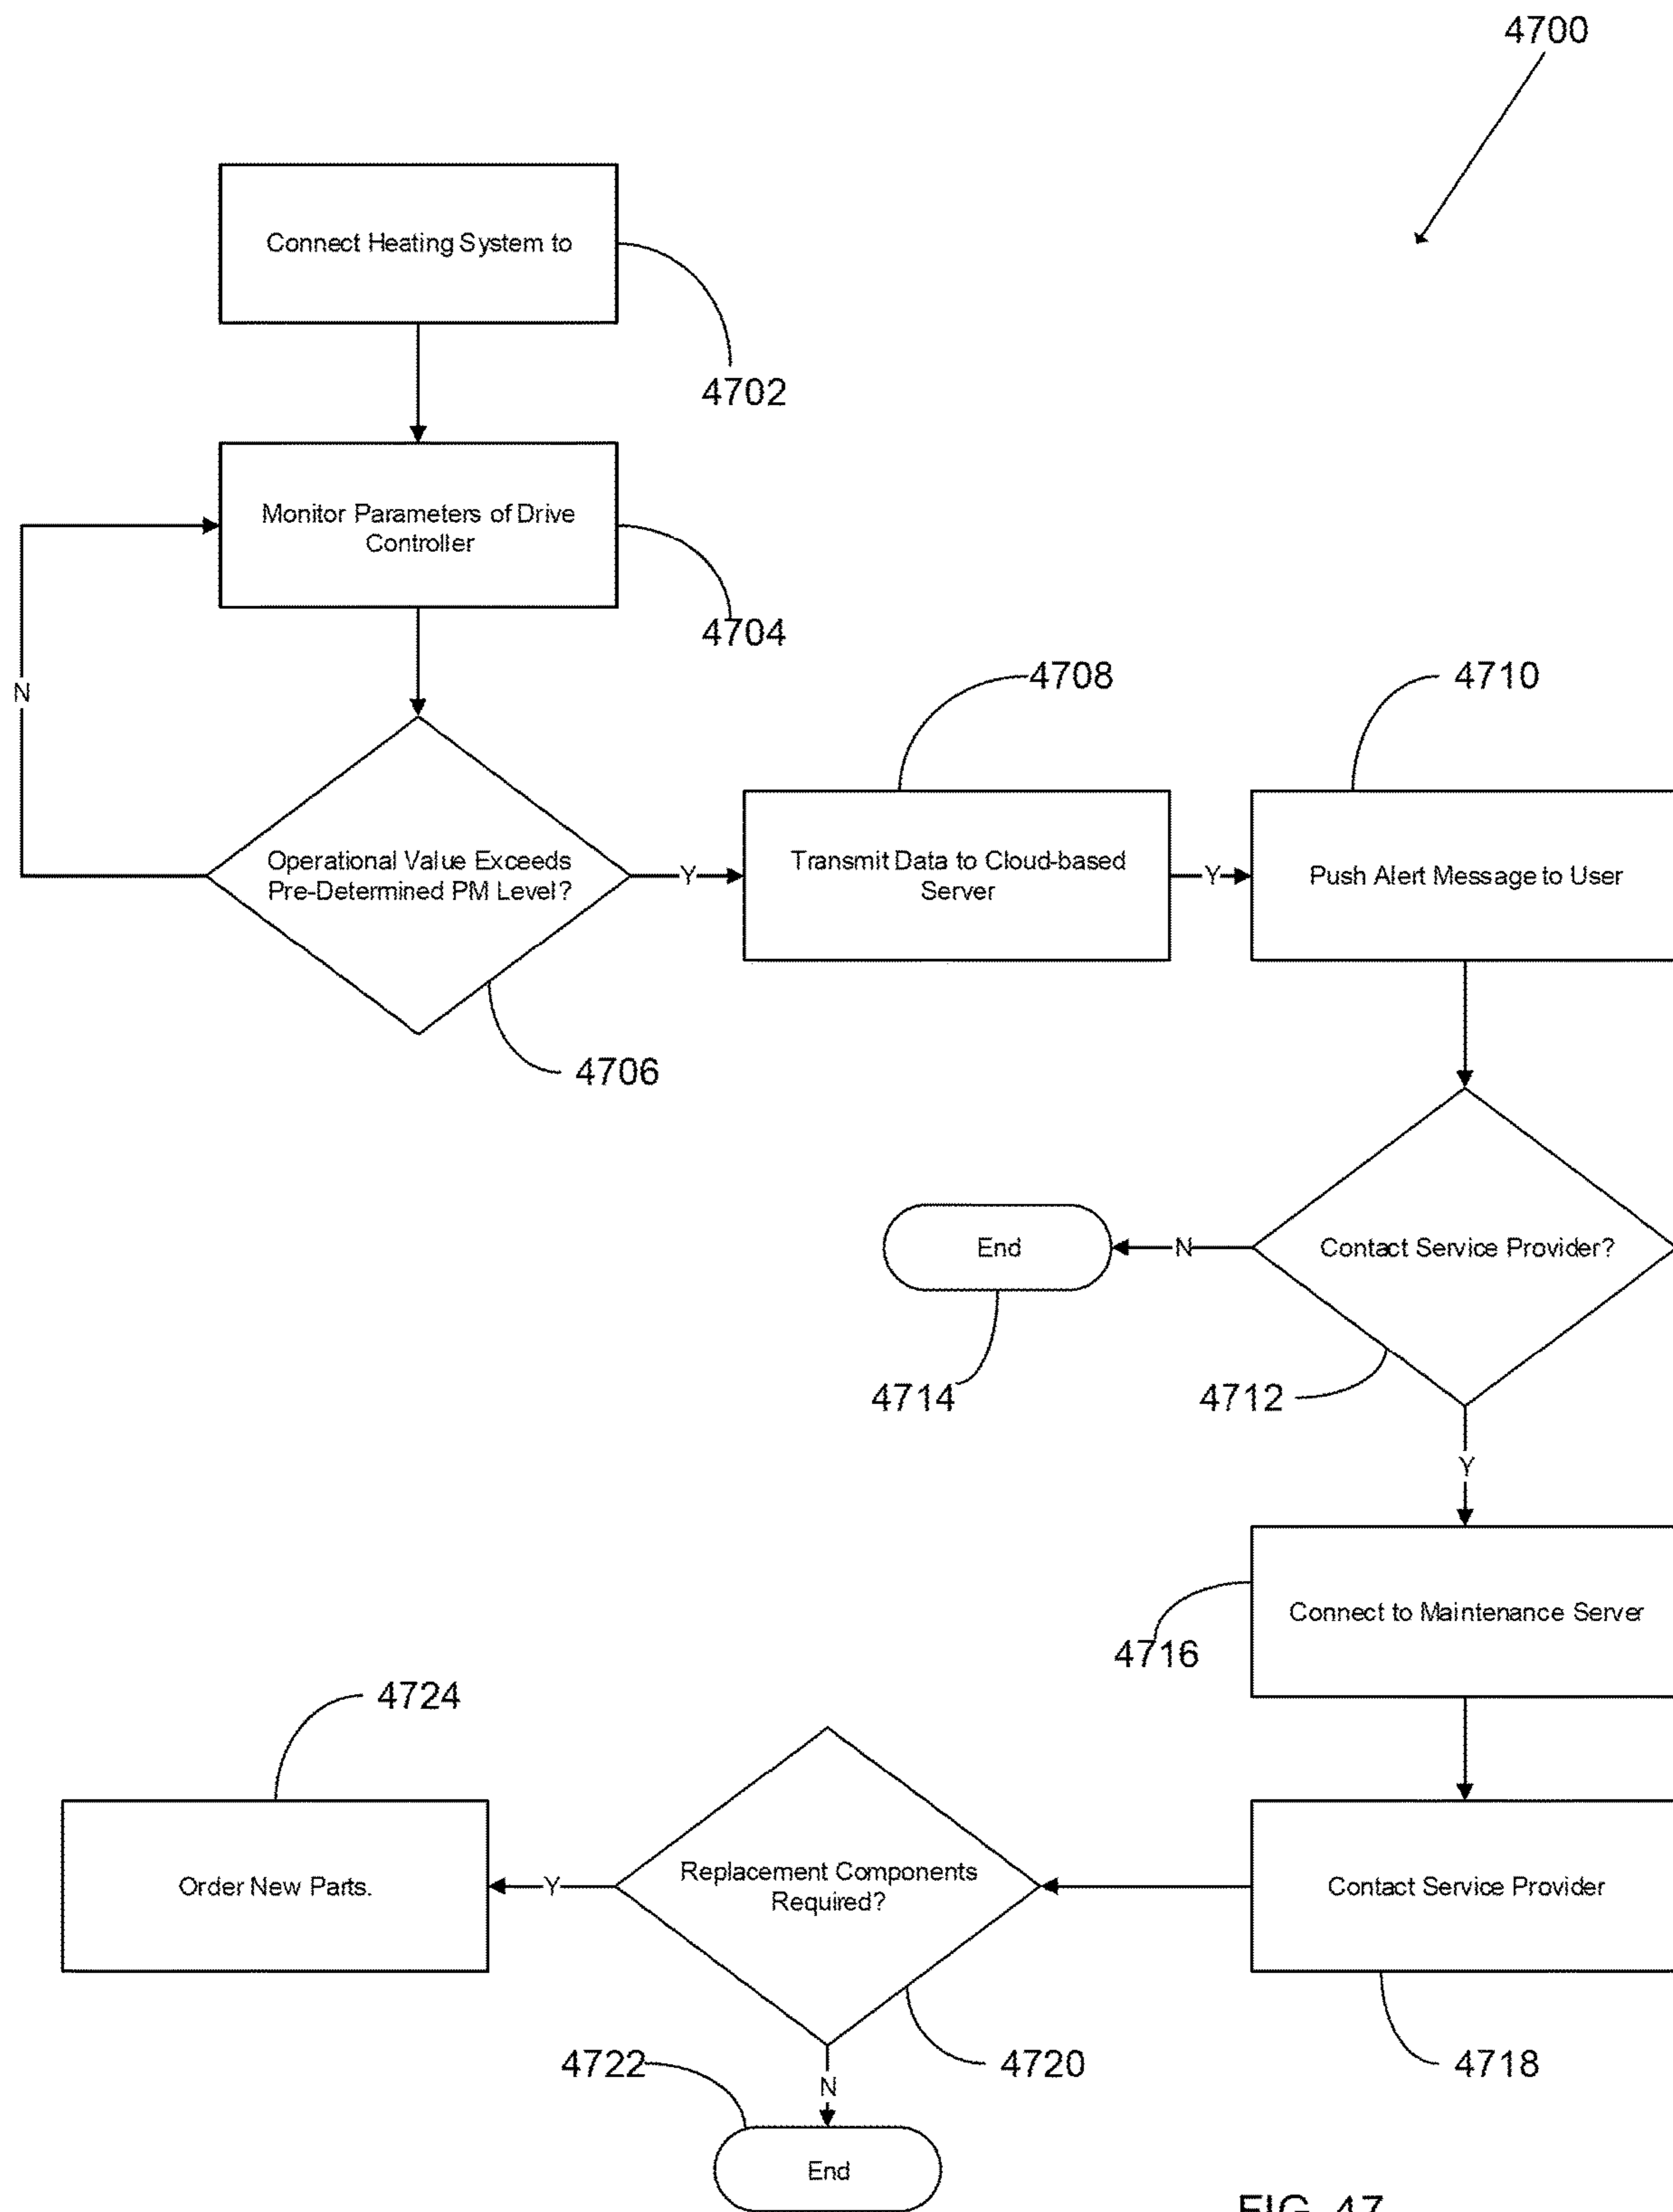 4700
Connect Heating System to
4702
Monitor Parameters of Drive
Controller
4704
N
4708
4710
Operational Value Exceeds
Pre-Determined PM Level?
Y
Transmit Data to Cloud-based
Server
Y
Push Alert Message to User
4706
End
N
Contact Service Provider?
4714
4712
Y
Connect to Maintenance Server
4716
4724
Order New Parts.
Y
Replacement Components
Required?
Contact Service Provider
4722
4720
4718
N
End
FIG. 47